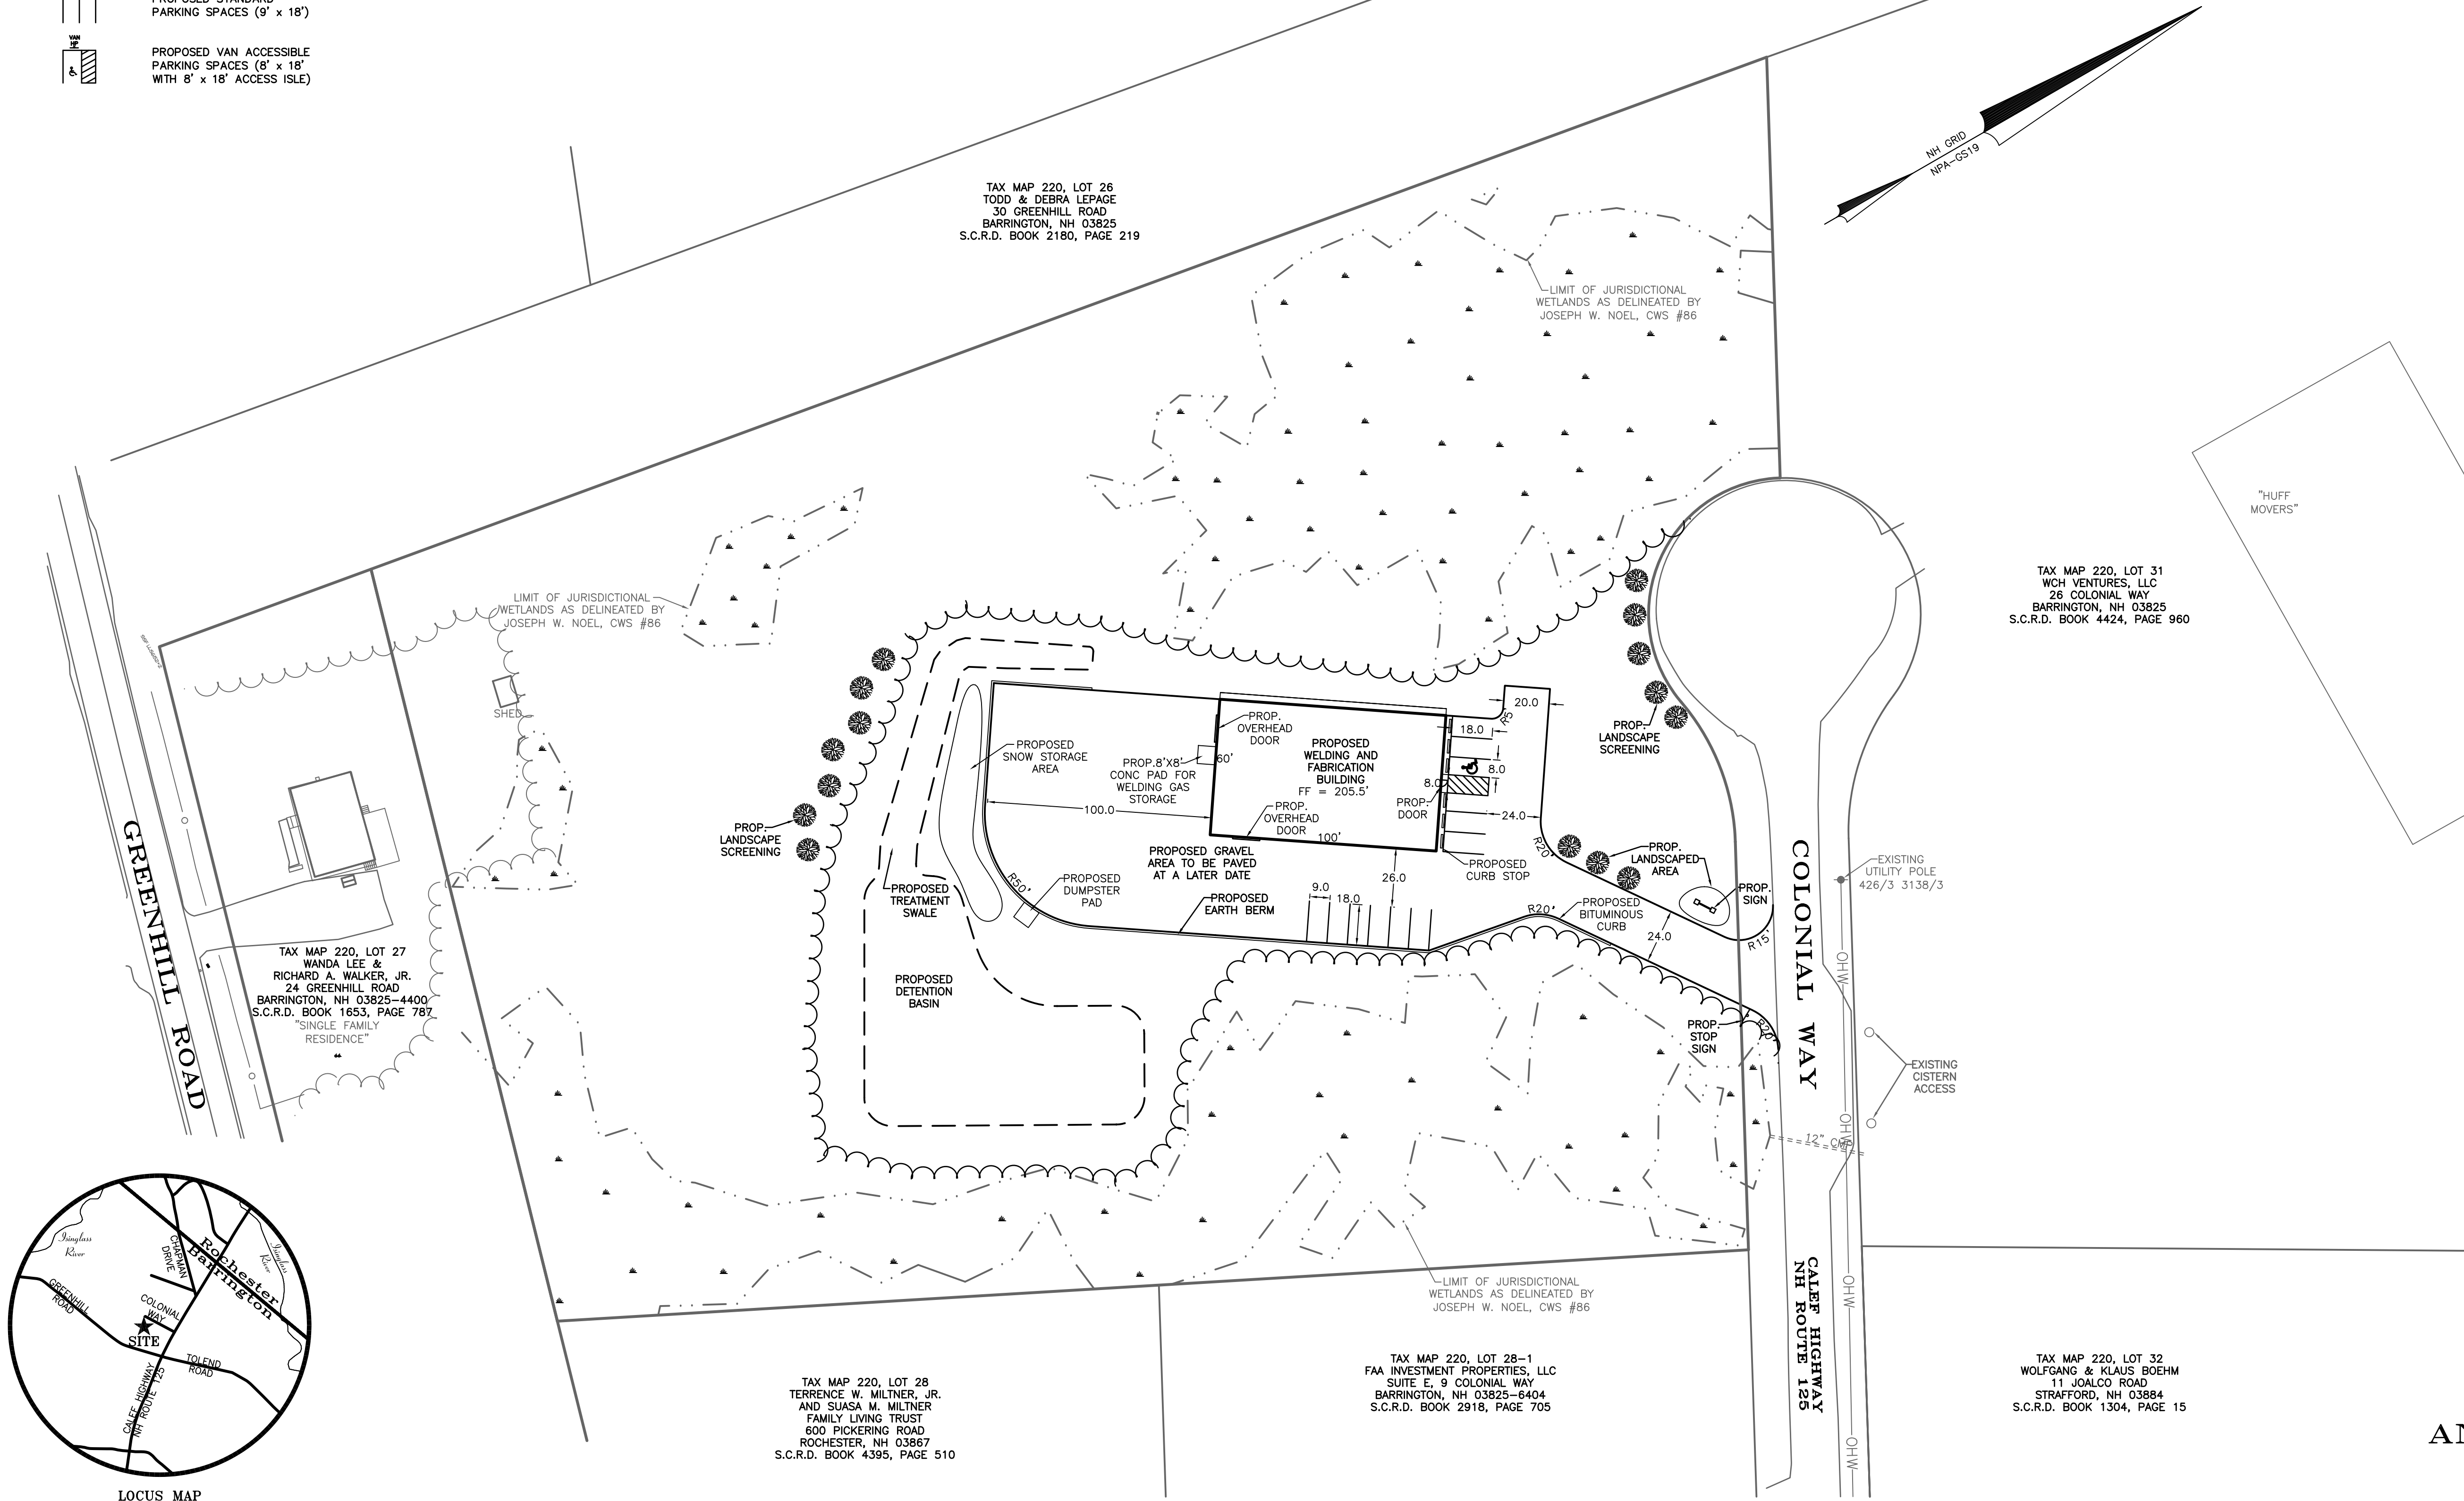 PROPOSED STANDARD
PARKING SPACES (9' x 18')
VAN
HP
PROPOSED VAN ACCESSIBLE
PARKING SPACES (8' x 18'
WITH 8' x 18' ACCESS ISLE)
NH GRID
NPA-GS19
TAX MAP 220, LOT 26
TODD & DEBRA LEPAGE
30 GREENHILL ROAD
BARRINGTON, NH 03825
S.C.R.D. BOOK 2180, PAGE 219
LIMIT OF JURISDICTIONAL
WETLANDS AS DELINEATED BY
JOSEPH W. NOEL, CWS #86
"HUFF
MOVERS"
TAX MAP 220, LOT 31
WCH VENTURES, LLC
26 COLONIAL WAY
BARRINGTON, NH 03825
S.C.R.D. BOOK 4424, PAGE 960
LIMIT OF JURISDICTIONAL
WETLANDS AS DELINEATED BY
JOSEPH W. NOEL, CWS #86
SHED
PROP.
LANDSCAPE
SCREENING
20.0
R5'
18.0
8.0
8.0
24.0
PROP.
OVERHEAD
DOOR
PROPOSED
WELDING AND
FABRICATION
BUILDING
FF = 205.5'
60'
PROPOSED
SNOW STORAGE
AREA
PROP.8'X8'
CONC PAD FOR
WELDING GAS
STORAGE
100.0
PROP.
OVERHEAD
DOOR
PROP.
DOOR
100'
PROP.
LANDSCAPE
SCREENING
PROPOSED GRAVEL
AREA TO BE PAVED
AT A LATER DATE
PROPOSED
CURB STOP
R20'
PROP.
LANDSCAPED
AREA
PROP.
SIGN
EXISTING
UTILITY POLE
426/3 3138/3
PROPOSED
TREATMENT
SWALE
R50'
PROPOSED
DUMPSTER
PAD
PROPOSED
EARTH BERM
9.0
18.0
26.0
R20'
PROPOSED
BITUMINOUS
CURB
24.0
R15'
COLONIAL WAY
OHW
GREENHILL ROAD
TAX MAP 220, LOT 27
WANDA LEE &
RICHARD A. WALKER, JR.
24 GREENHILL ROAD
BARRINGTON, NH 03825-4400
S.C.R.D. BOOK 1653, PAGE 787
"SINGLE FAMILY
RESIDENCE"
PROPOSED
DETENTION
BASIN
PROP.
STOP
SIGN
R20'
EXISTING
CISTERN
ACCESS
OHW
12" CMP
LIMIT OF JURISDICTIONAL
WETLANDS AS DELINEATED BY
JOSEPH W. NOEL, CWS #86
CALEF HIGHWAY
NH ROUTE 125
OHW
OHW
TAX MAP 220, LOT 28
TERRENCE W. MILTNER, JR.
AND SUASA M. MILTNER
FAMILY LIVING TRUST
600 PICKERING ROAD
ROCHESTER, NH 03867
S.C.R.D. BOOK 4395, PAGE 510
TAX MAP 220, LOT 28-1
FAA INVESTMENT PROPERTIES, LLC
SUITE E, 9 COLONIAL WAY
BARRINGTON, NH 03825-6404
S.C.R.D. BOOK 2918, PAGE 705
TAX MAP 220, LOT 32
WOLFGANG & KLAUS BOEHM
11 JOALCO ROAD
STRAFFORD, NH 03884
S.C.R.D. BOOK 1304, PAGE 15
Isinglass
River
CHAPMAN
DRIVE
Rochester
Barrington
Isinglass
River
GREENHILL
ROAD
COLONIAL
WAY
SITE
TOLEND
ROAD
CALEF HIGHWAY
NH ROUTE 125
LOCUS MAP